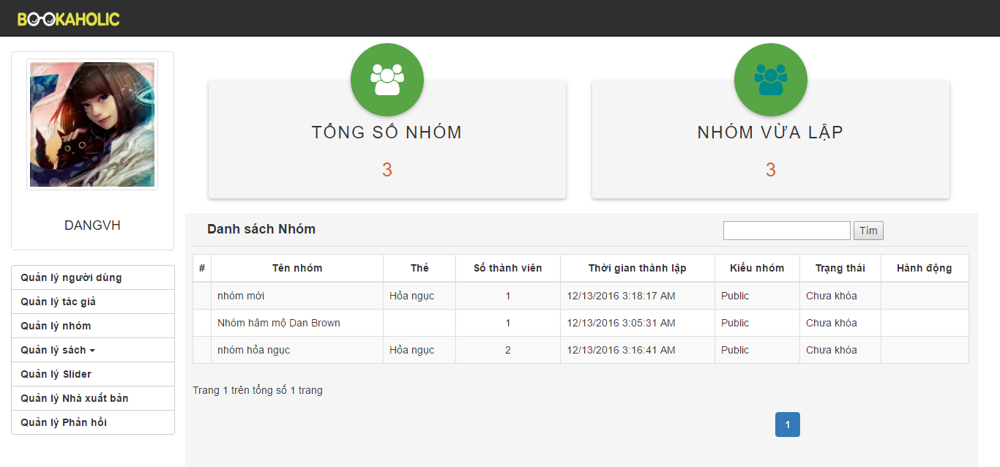 BOOKAHOLIC
TỔNG SỐ NHÓM
3
NHÓM VỪA LẬP
3
DANGVH
Quản lý người dùng
Quản lý tác giả
Quản lý nhóm
Quản lý sách
Quản lý Slider
Quản lý Nhà xuất bản
Quản lý Phản hồi
Danh sách Nhóm
Tìm
# Tên nhóm Thẻ Số thành viên Thời gian thành lập Kiểu nhóm Trạng thái Hành động
nhóm mới Hỏa ngục 1 12/13/2016 3:18:17 AM Public Chưa khóa
Nhóm hâm mộ Dan Brown 1 12/13/2016 3:05:31 AM Public Chưa khóa
nhóm hỏa ngục Hỏa ngục 2 12/13/2016 3:16:41 AM Public Chưa khóa
Trang 1 trên tổng số 1 trang
1